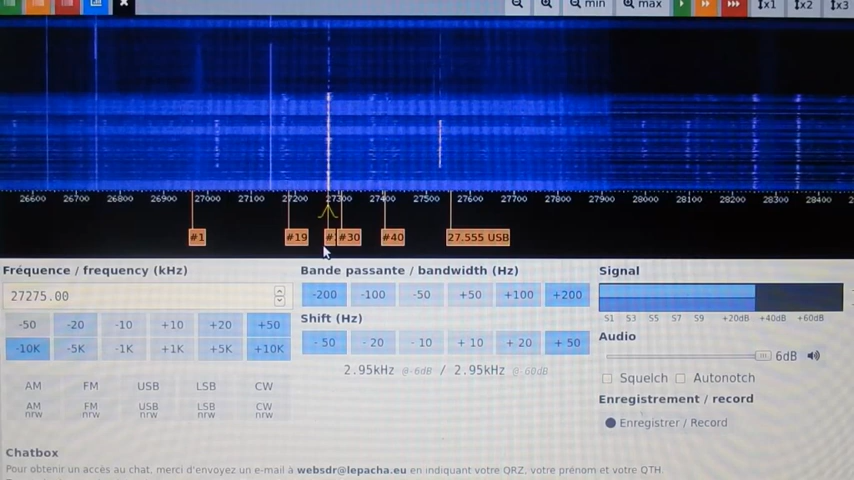 min max x1 x2 x3
26600 26700 26800 26900 27000 27100 27200 27300 27400 27500 27600 27700 27800 27900 28000 28100 28200 28300 28400 2
#1 #19 # #30 #40 27.555 USB
Fréquence / frequency (kHz)
27275.00
-50 -20 -10 +10 +20 +50
-10K -5K -1K +1K +5K +10K
AM FM USB LSB CW
AM FM USB LSB CW
nrw nrw nrw nrw nrw
Bande passante / bandwidth (Hz)
-200 -100 -50 +50 +100 +200
Shift (Hz)
- 50 - 20 - 10 + 10 + 20 + 50
2.95kHz @-6dB / 2.95kHz @-60dB
Signal
S1 S3 S5 S7 S9 +20dB +40dB +60dB
Audio
6dB
Squelch Autonotch
Enregistrement / record
Enregistrer / Record
Chatbox
Pour obtenir un accès au chat, merci d'envoyez un e-mail à websdr@lepacha.eu en indiquant votre QRZ, votre prénom et votre QTH.